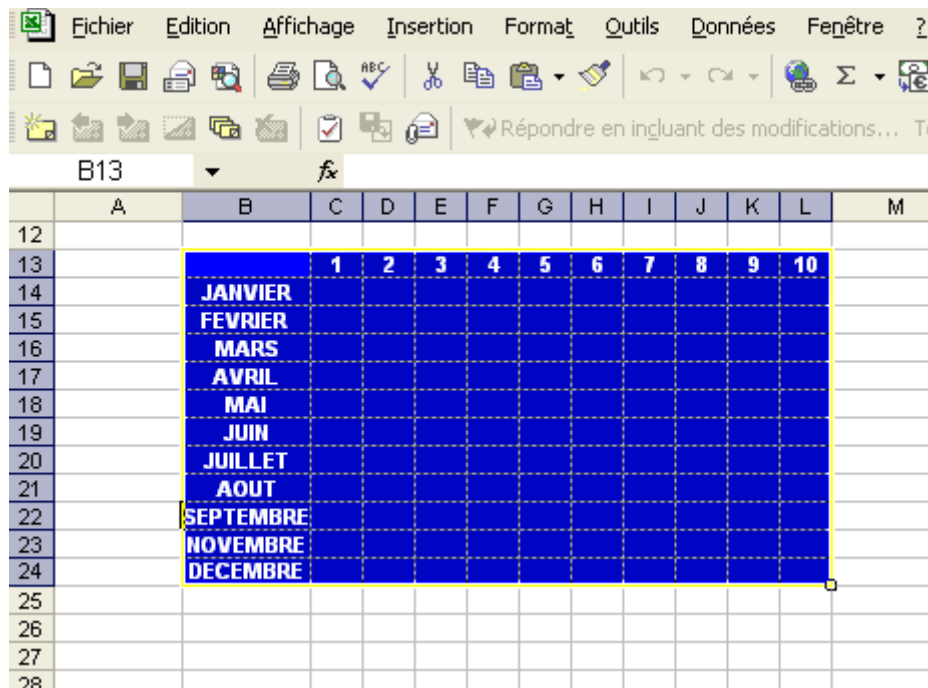 Fichier Edition Affichage Insertion Format Outils Données Fenêtre ?
ABC Σ €
Répondre en incluant des modifications...
B13 fx
A B C D E F G H I J K L M
12
13 1 2 3 4 5 6 7 8 9 10
14 JANVIER
15 FEVRIER
16 MARS
17 AVRIL
18 MAI
19 JUIN
20 JUILLET
21 AOUT
22 SEPTEMBRE
23 NOVEMBRE
24 DECEMBRE
25
26
27
28